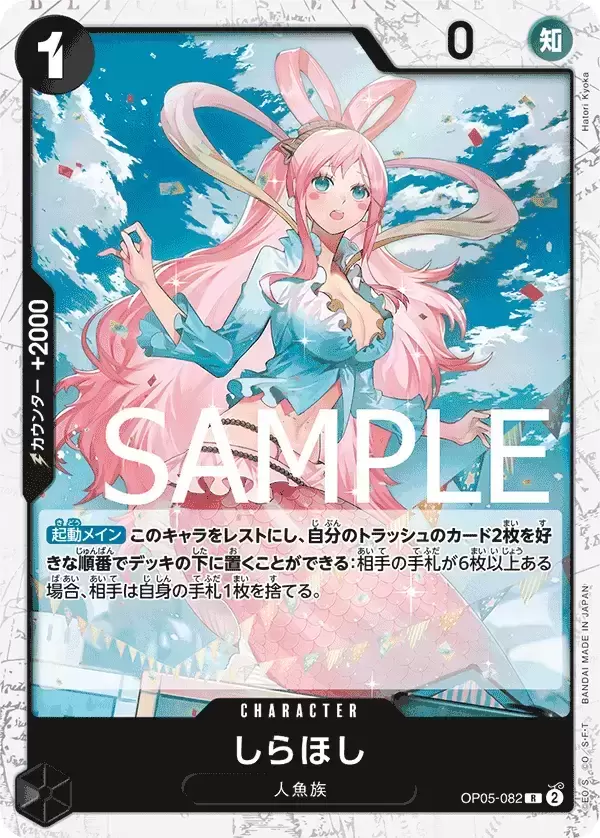 1
0
知
Hatori Kyoka
カウンター +2000
SAMPLE
起動メイン このキャラをレストにし、自分のトラッシュのカード2枚を好
きな順番でデッキの下に置くことができる:相手の手札が6枚以上ある
場合、相手は自身の手札1枚を捨てる。
BANDAI MADE IN JAPAN
CHARACTER
しらほし
人魚族
OP05-082 R 2